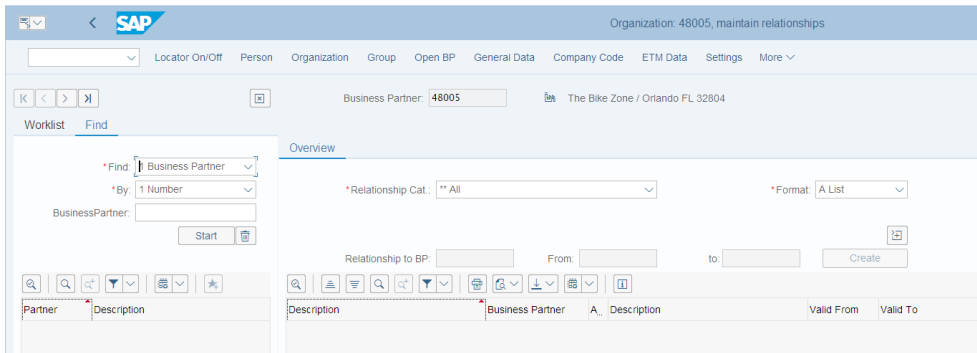 SAP
Organization: 48005, maintain relationships
Locator On/Off Person Organization Group Open BP General Data Company Code ETM Data Settings More
Business Partner: 48005 The Bike Zone / Orlando FL 32804
Worklist Find
Overview
*Find: 1 Business Partner
*By: 1 Number
*Relationship Cat.: ** All
*Format: A List
BusinessPartner:
Start
Relationship to BP: From: to: Create
Partner Description
Description Business Partner A.. Description Valid From Valid To